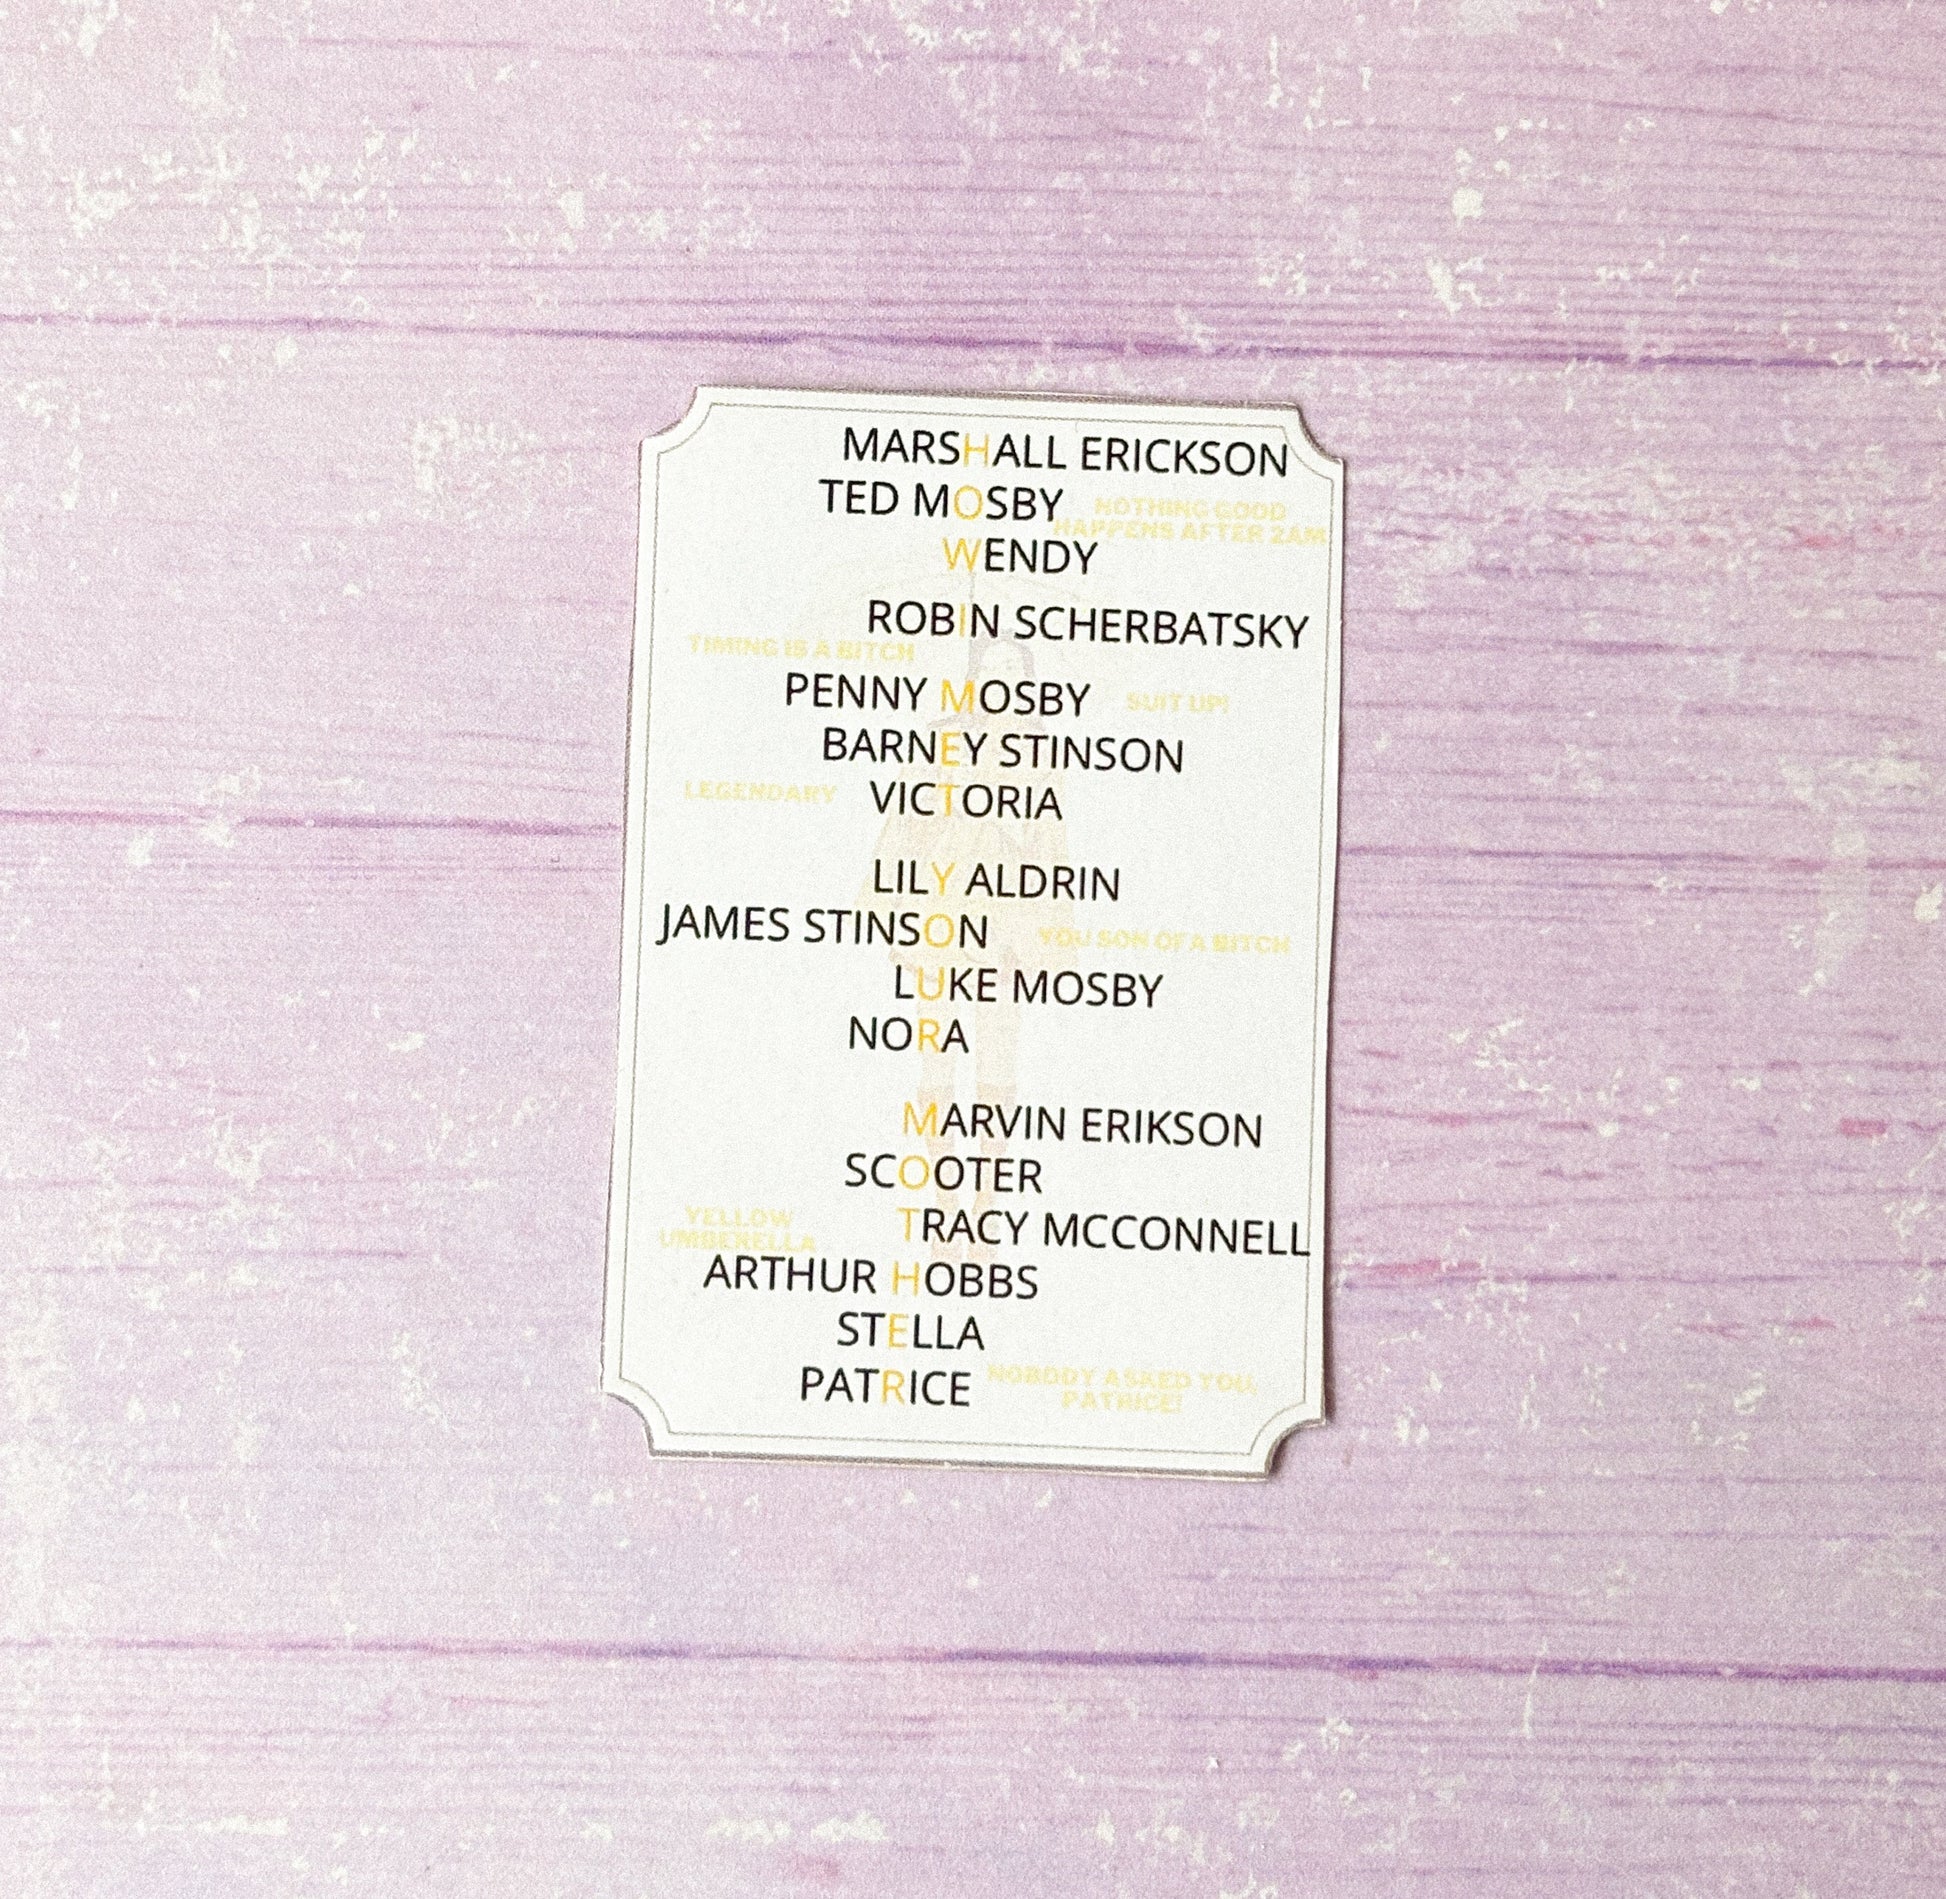 MARSHALL ERICKSON
TED MOSBY
NOTHING GOOD
HAPPENS AFTER 2AM
WENDY
ROBIN SCHERBATSKY
TIMING IS A BITCH
PENNY MOSBY
SUIT UP!
BARNEY STINSON
LEGENDARY
VICTORIA
LILY ALDRIN
JAMES STINSON
YOU SON OF A BITCH
LUKE MOSBY
NORA
MARVIN ERIKSON
SCOOTER
YELLOW
UMBERELLA
TRACY MCCONNELL
ARTHUR HOBBS
STELLA
PATRICE
NOBODY ASKED YOU,
PATRICE!